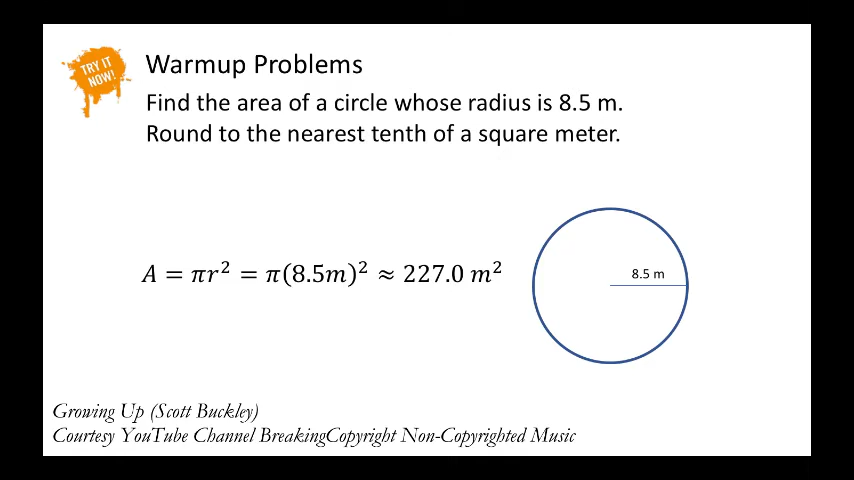 TRY IT
NOW!
Warmup Problems
Find the area of a circle whose radius is 8.5 m.
Round to the nearest tenth of a square meter.
A = πr² = π(8.5m)² ≈ 227.0 m²
8.5 m
Growing Up (Scott Buckley)
Courtesy YouTube Channel BreakingCopyright Non-Copyrighted Music